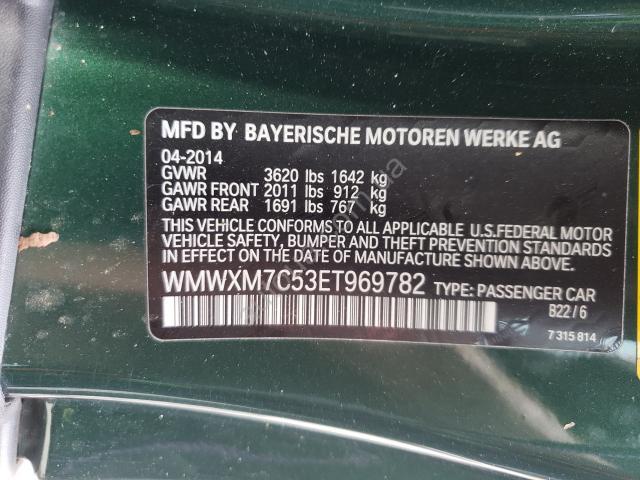 MFD BY BAYERISCHE MOTOREN WERKE AG
04-2014
GVWR 3620 lbs 1642 kg
GAWR FRONT 2011 lbs 912 kg
GAWR REAR 1691 lbs 767 kg
THIS VEHICLE CONFORMS TO ALL APPLICABLE U.S.FEDERAL MOTOR
VEHICLE SAFETY, BUMPER AND THEFT PREVENTION STANDARDS
IN EFFECT ON THE DATE OF MANUFACTURE SHOWN ABOVE.
WMWXM7C53ET969782 TYPE: PASSENGER CAR
B22/6
7 315 814